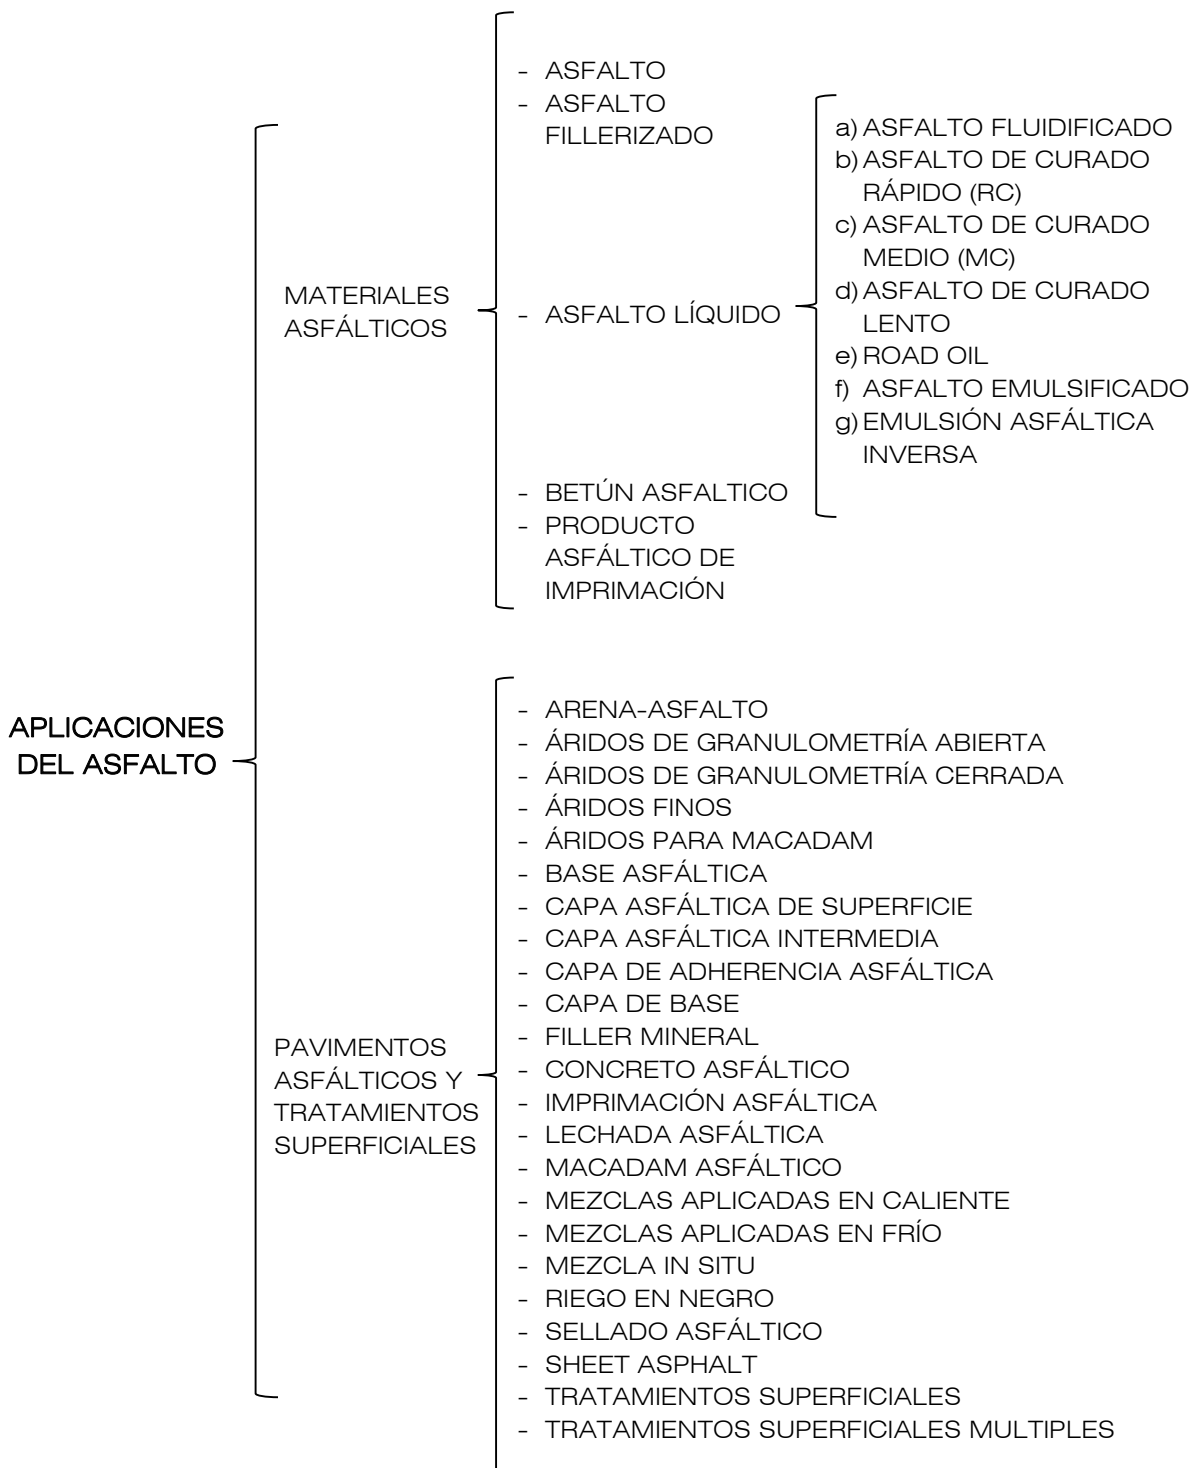 APLICACIONES
DEL ASFALTO
MATERIALES
ASFÁLTICOS
- ASFALTO
- ASFALTO
FILLERIZADO
- ASFALTO LÍQUIDO
a) ASFALTO FLUIDIFICADO
b) ASFALTO DE CURADO
RÁPIDO (RC)
c) ASFALTO DE CURADO
MEDIO (MC)
d) ASFALTO DE CURADO
LENTO
e) ROAD OIL
f) ASFALTO EMULSIFICADO
g) EMULSIÓN ASFÁLTICA
INVERSA
- BETÚN ASFALTICO
- PRODUCTO
ASFÁLTICO DE
IMPRIMACIÓN
PAVIMENTOS
ASFÁLTICOS Y
TRATAMIENTOS
SUPERFICIALES
- ARENA-ASFALTO
- ÁRIDOS DE GRANULOMETRÍA ABIERTA
- ÁRIDOS DE GRANULOMETRÍA CERRADA
- ÁRIDOS FINOS
- ÁRIDOS PARA MACADAM
- BASE ASFÁLTICA
- CAPA ASFÁLTICA DE SUPERFICIE
- CAPA ASFÁLTICA INTERMEDIA
- CAPA DE ADHERENCIA ASFÁLTICA
- CAPA DE BASE
- FILLER MINERAL
- CONCRETO ASFÁLTICO
- IMPRIMACIÓN ASFÁLTICA
- LECHADA ASFÁLTICA
- MACADAM ASFÁLTICO
- MEZCLAS APLICADAS EN CALIENTE
- MEZCLAS APLICADAS EN FRÍO
- MEZCLA IN SITU
- RIEGO EN NEGRO
- SELLADO ASFÁLTICO
- SHEET ASPHALT
- TRATAMIENTOS SUPERFICIALES
- TRATAMIENTOS SUPERFICIALES MULTIPLES